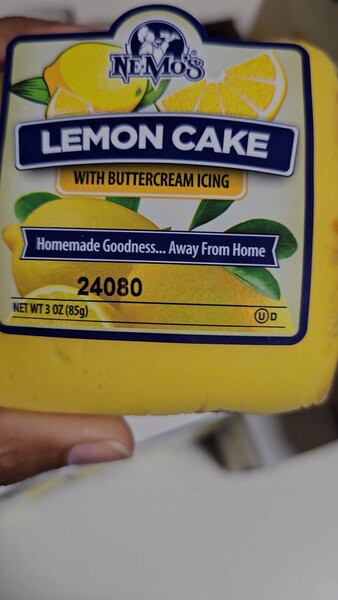 NEMO'S®
LEMON CAKE
WITH BUTTERCREAM ICING
Homemade Goodness... Away From Home
24080
NET WT 3 OZ (85g)
Ⓤ D